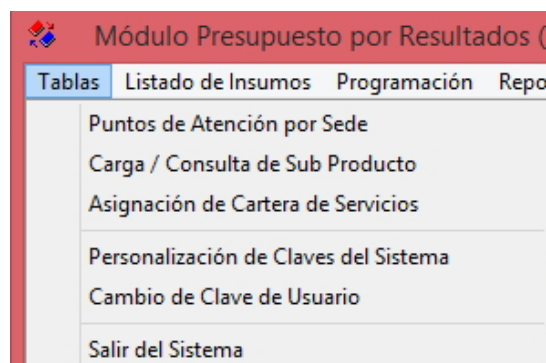 Módulo Presupuesto por Resultados (
Tablas Listado de Insumos Programación Repo
Puntos de Atención por Sede
Carga / Consulta de Sub Producto
Asignación de Cartera de Servicios
Personalización de Claves del Sistema
Cambio de Clave de Usuario
Salir del Sistema